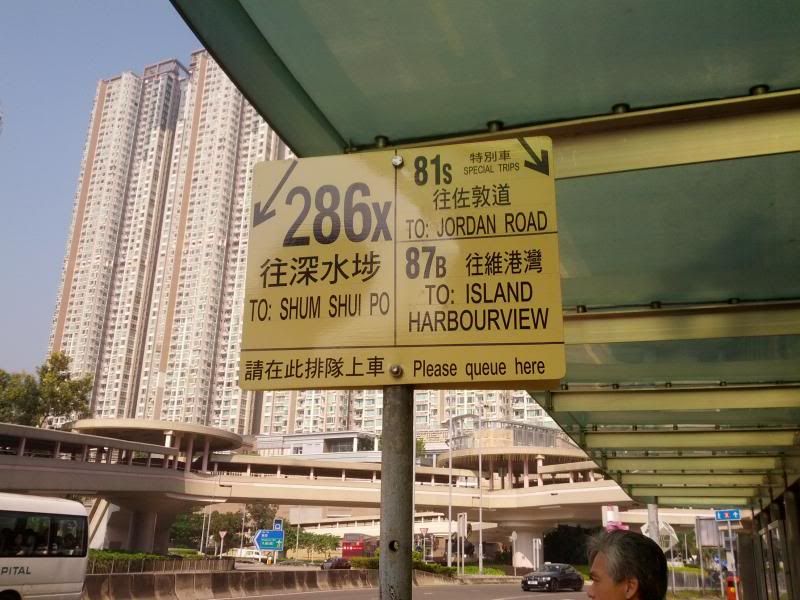 286X
往深水埗
TO: SHUM SHUI PO
81S 特別車
SPECIAL TRIPS
往佐敦道
TO: JORDAN ROAD
87B 往維港灣
TO: ISLAND
HARBOURVIEW
請在此排隊上車 Please queue here
PITAL